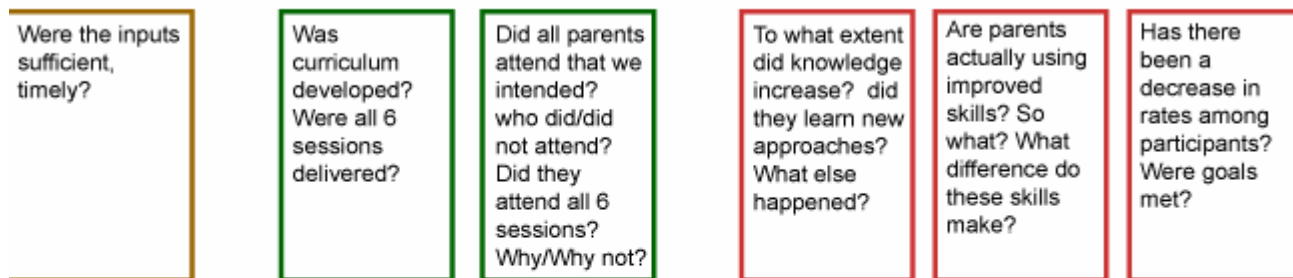 Were the inputs
sufficient,
timely?
Was
curriculum
developed?
Were all 6
sessions
delivered?
Did all parents
attend that we
intended?
who did/did
not attend?
Did they
attend all 6
sessions?
Why/Why not?
To what extent
did knowledge
increase?  did
they learn new
approaches?
What else
happened?
Are parents
actually using
improved
skills? So
what? What
difference do
these skills
make?
Has there
been a
decrease in
rates among
participants?
Were goals
met?